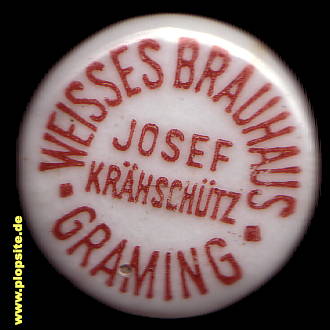 WEISSES BRAUHAUS
JOSEF
KRÄHSCHÜTZ
· GRAMING ·
www.plopsite.de